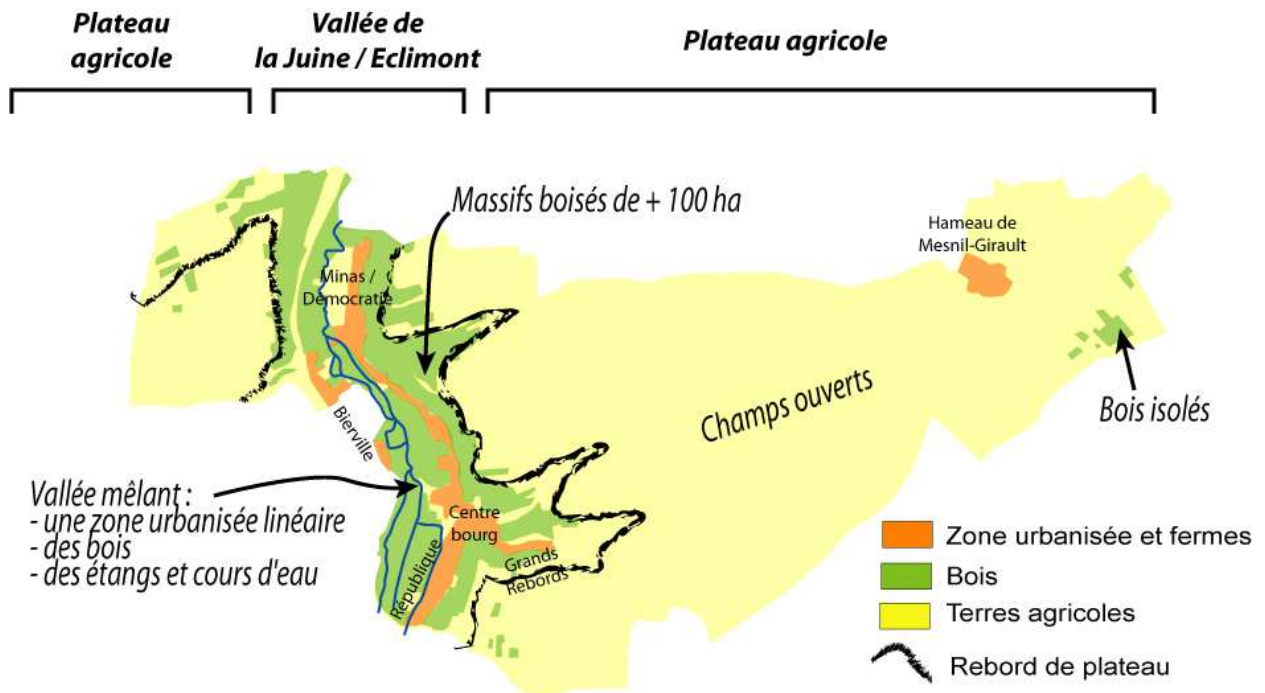 Plateau
agricole
Vallée de
la Juine / Eclimont
Plateau agricole
Massifs boisés de + 100 ha
Hameau de
Mesnil-Girault
Minas /
Démocratie
Champs ouverts
Bois isolés
Bierville
Vallée mêlant :
- une zone urbanisée linéaire
- des bois
- des étangs et cours d'eau
Centre
bourg
Grands
Rebords
République
Zone urbanisée et fermes
Bois
Terres agricoles
Rebord de plateau